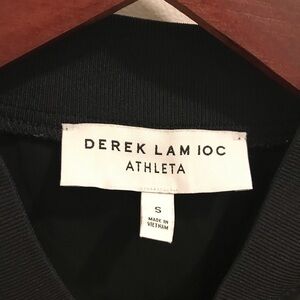 DEREK LAM 10C
ATHLETA
S
MADE IN
VIETNAM